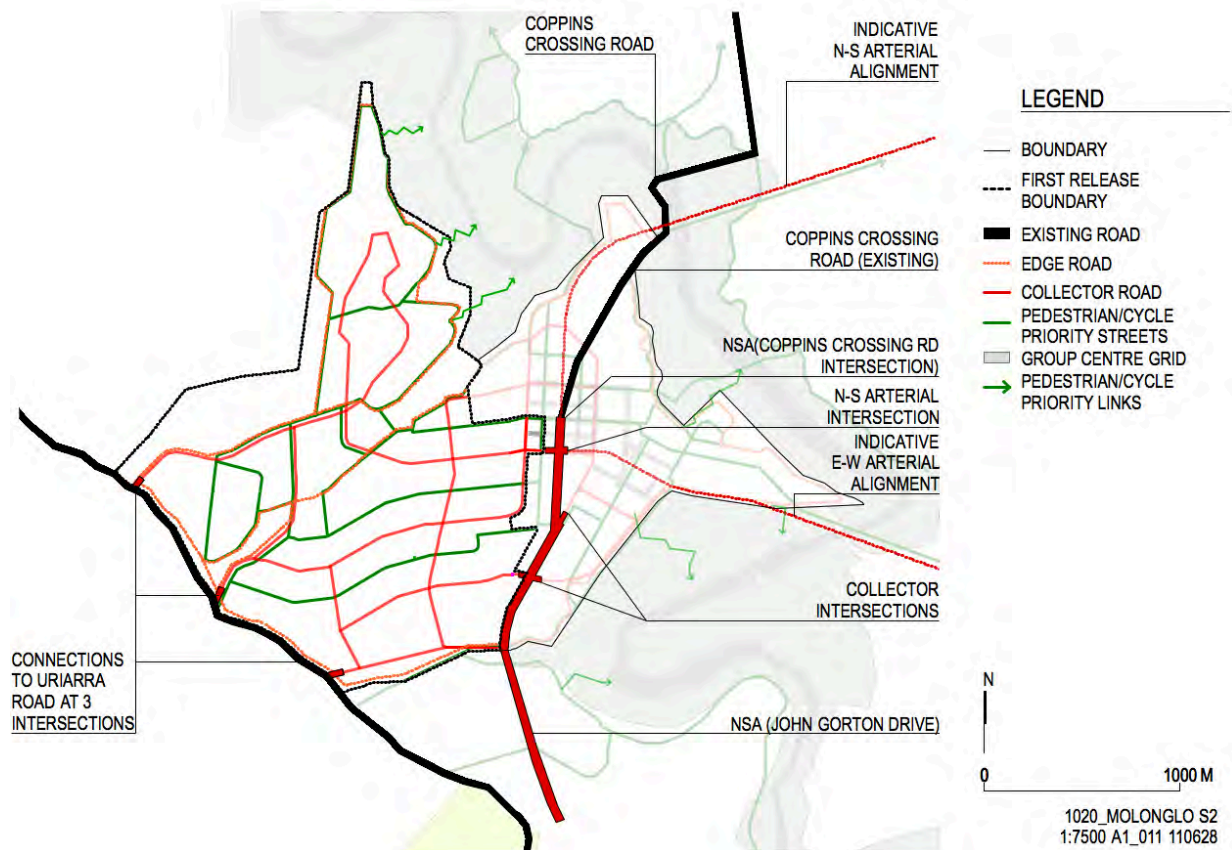 COPPINS
CROSSING ROAD
INDICATIVE
N-S ARTERIAL
ALIGNMENT
COPPINS CROSSING
ROAD (EXISTING)
NSA(COPPINS CROSSING RD
INTERSECTION)
N-S ARTERIAL
INTERSECTION
INDICATIVE
E-W ARTERIAL
ALIGNMENT
COLLECTOR
INTERSECTIONS
CONNECTIONS
TO URIARRA
ROAD AT 3
INTERSECTIONS
NSA (JOHN GORTON DRIVE)
LEGEND
BOUNDARY
FIRST RELEASE
BOUNDARY
EXISTING ROAD
EDGE ROAD
COLLECTOR ROAD
PEDESTRIAN/CYCLE
PRIORITY STREETS
GROUP CENTRE GRID
PEDESTRIAN/CYCLE
PRIORITY LINKS
N
0 1000 M
1020_MOLONGLO S2
1:7500 A1_011 110628